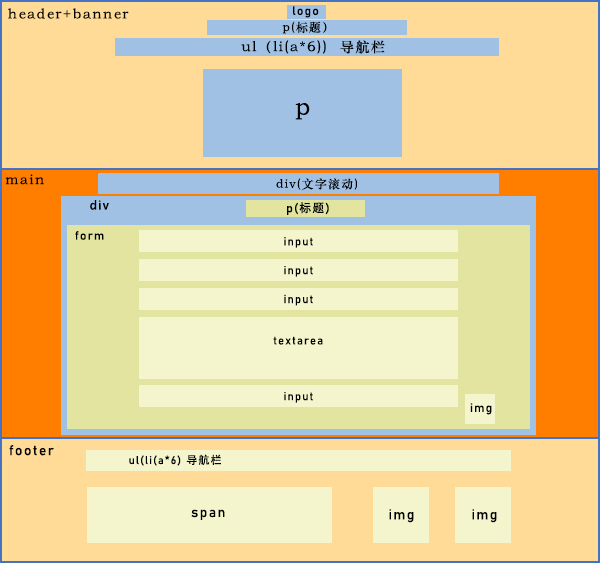 header+banner
logo
p(标题)
ul (li(a*6)) 导航栏
p
main
div(文字滚动)
div
p(标题)
form
input
input
input
textarea
input
img
footer
ul(li(a*6) 导航栏
span
img
img